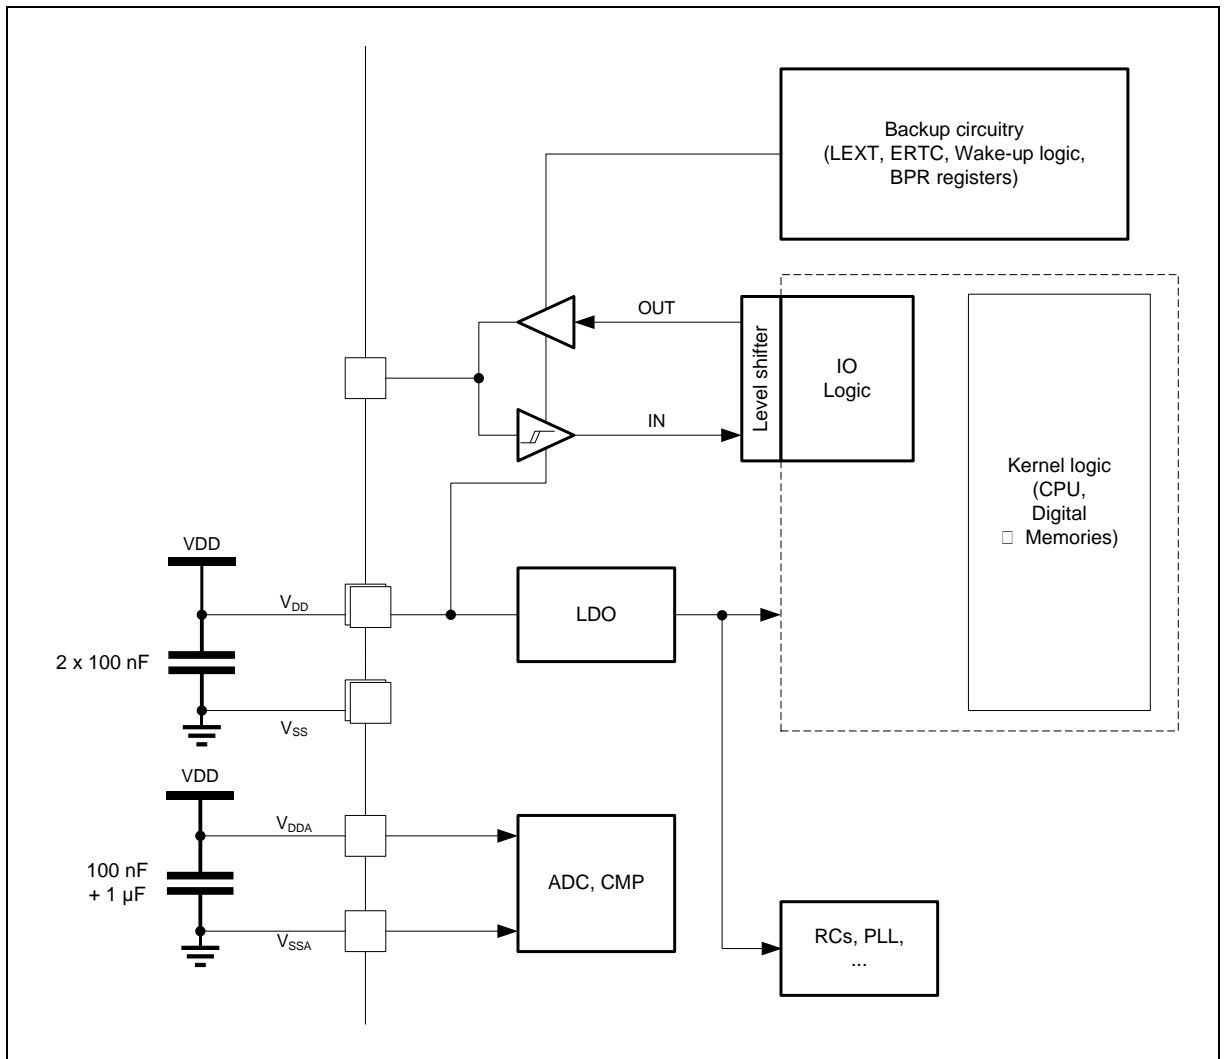 Backup circuitry
(LEXT, ERTC, Wake-up logic,
BPR registers)
OUT
Level shifter
IO
Logic
IN
Kernel logic
(CPU,
Digital
□ Memories)
VDD
VDD
LDO
2 x 100 nF
VSS
VDD
VDDA
100 nF
+ 1 µF
ADC, CMP
VSSA
RCs, PLL,
...